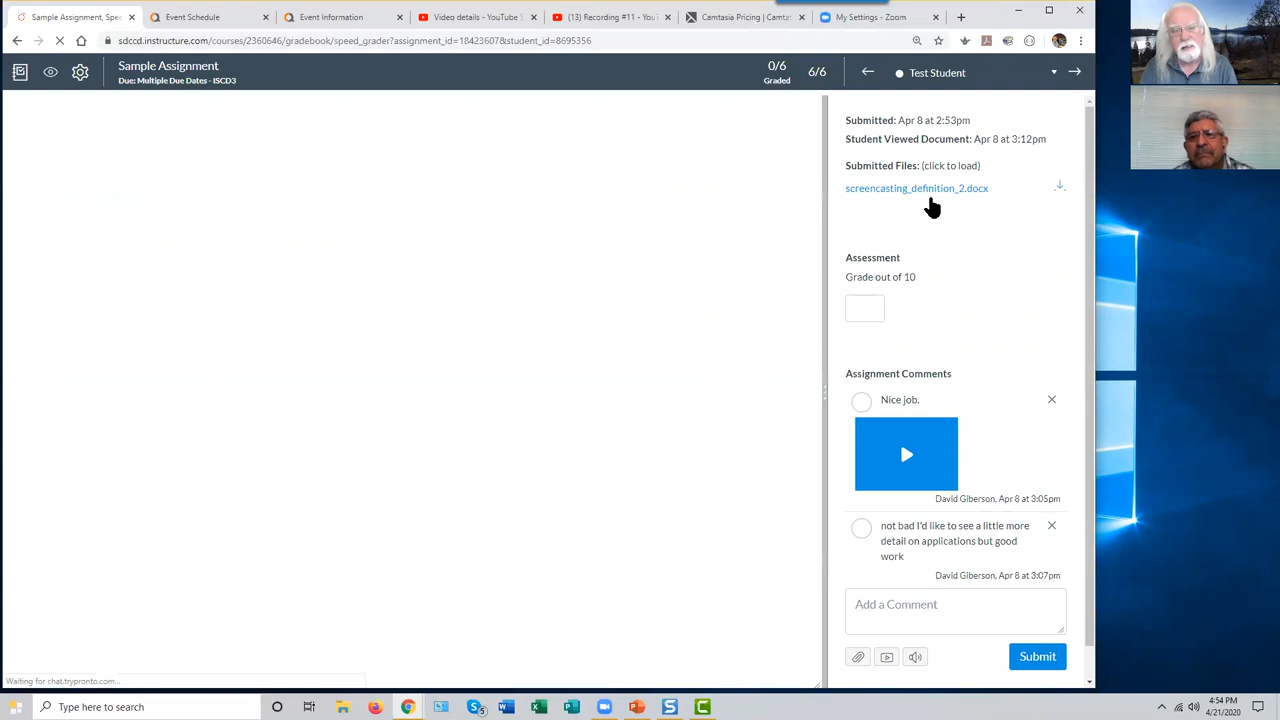 Sample Assignment, Spee
Event Schedule
Event Information
Video details - YouTube S
(13) Recording #11 - You
Camtasia Pricing | Camta
My Settings - Zoom
sdccd.instructure.com/courses/2360646/gradebook/speed_grader?assignment_id=18423607&student_id=8695356
Sample Assignment
Due: Multiple Due Dates - ISCD3
0/6
Graded
6/6
Test Student
Submitted: Apr 8 at 2:53pm
Student Viewed Document: Apr 8 at 3:12pm
Submitted Files: (click to load)
screencasting_definition_2.docx
Assessment
Grade out of 10
Assignment Comments
Nice job.
David Giberson, Apr 8 at 3:05pm
not bad I'd like to see a little more
detail on applications but good
work
David Giberson, Apr 8 at 3:07pm
Add a Comment
Submit
Waiting for chat.trypronto.com...
Type here to search
5
4:54 PM
4/21/2020